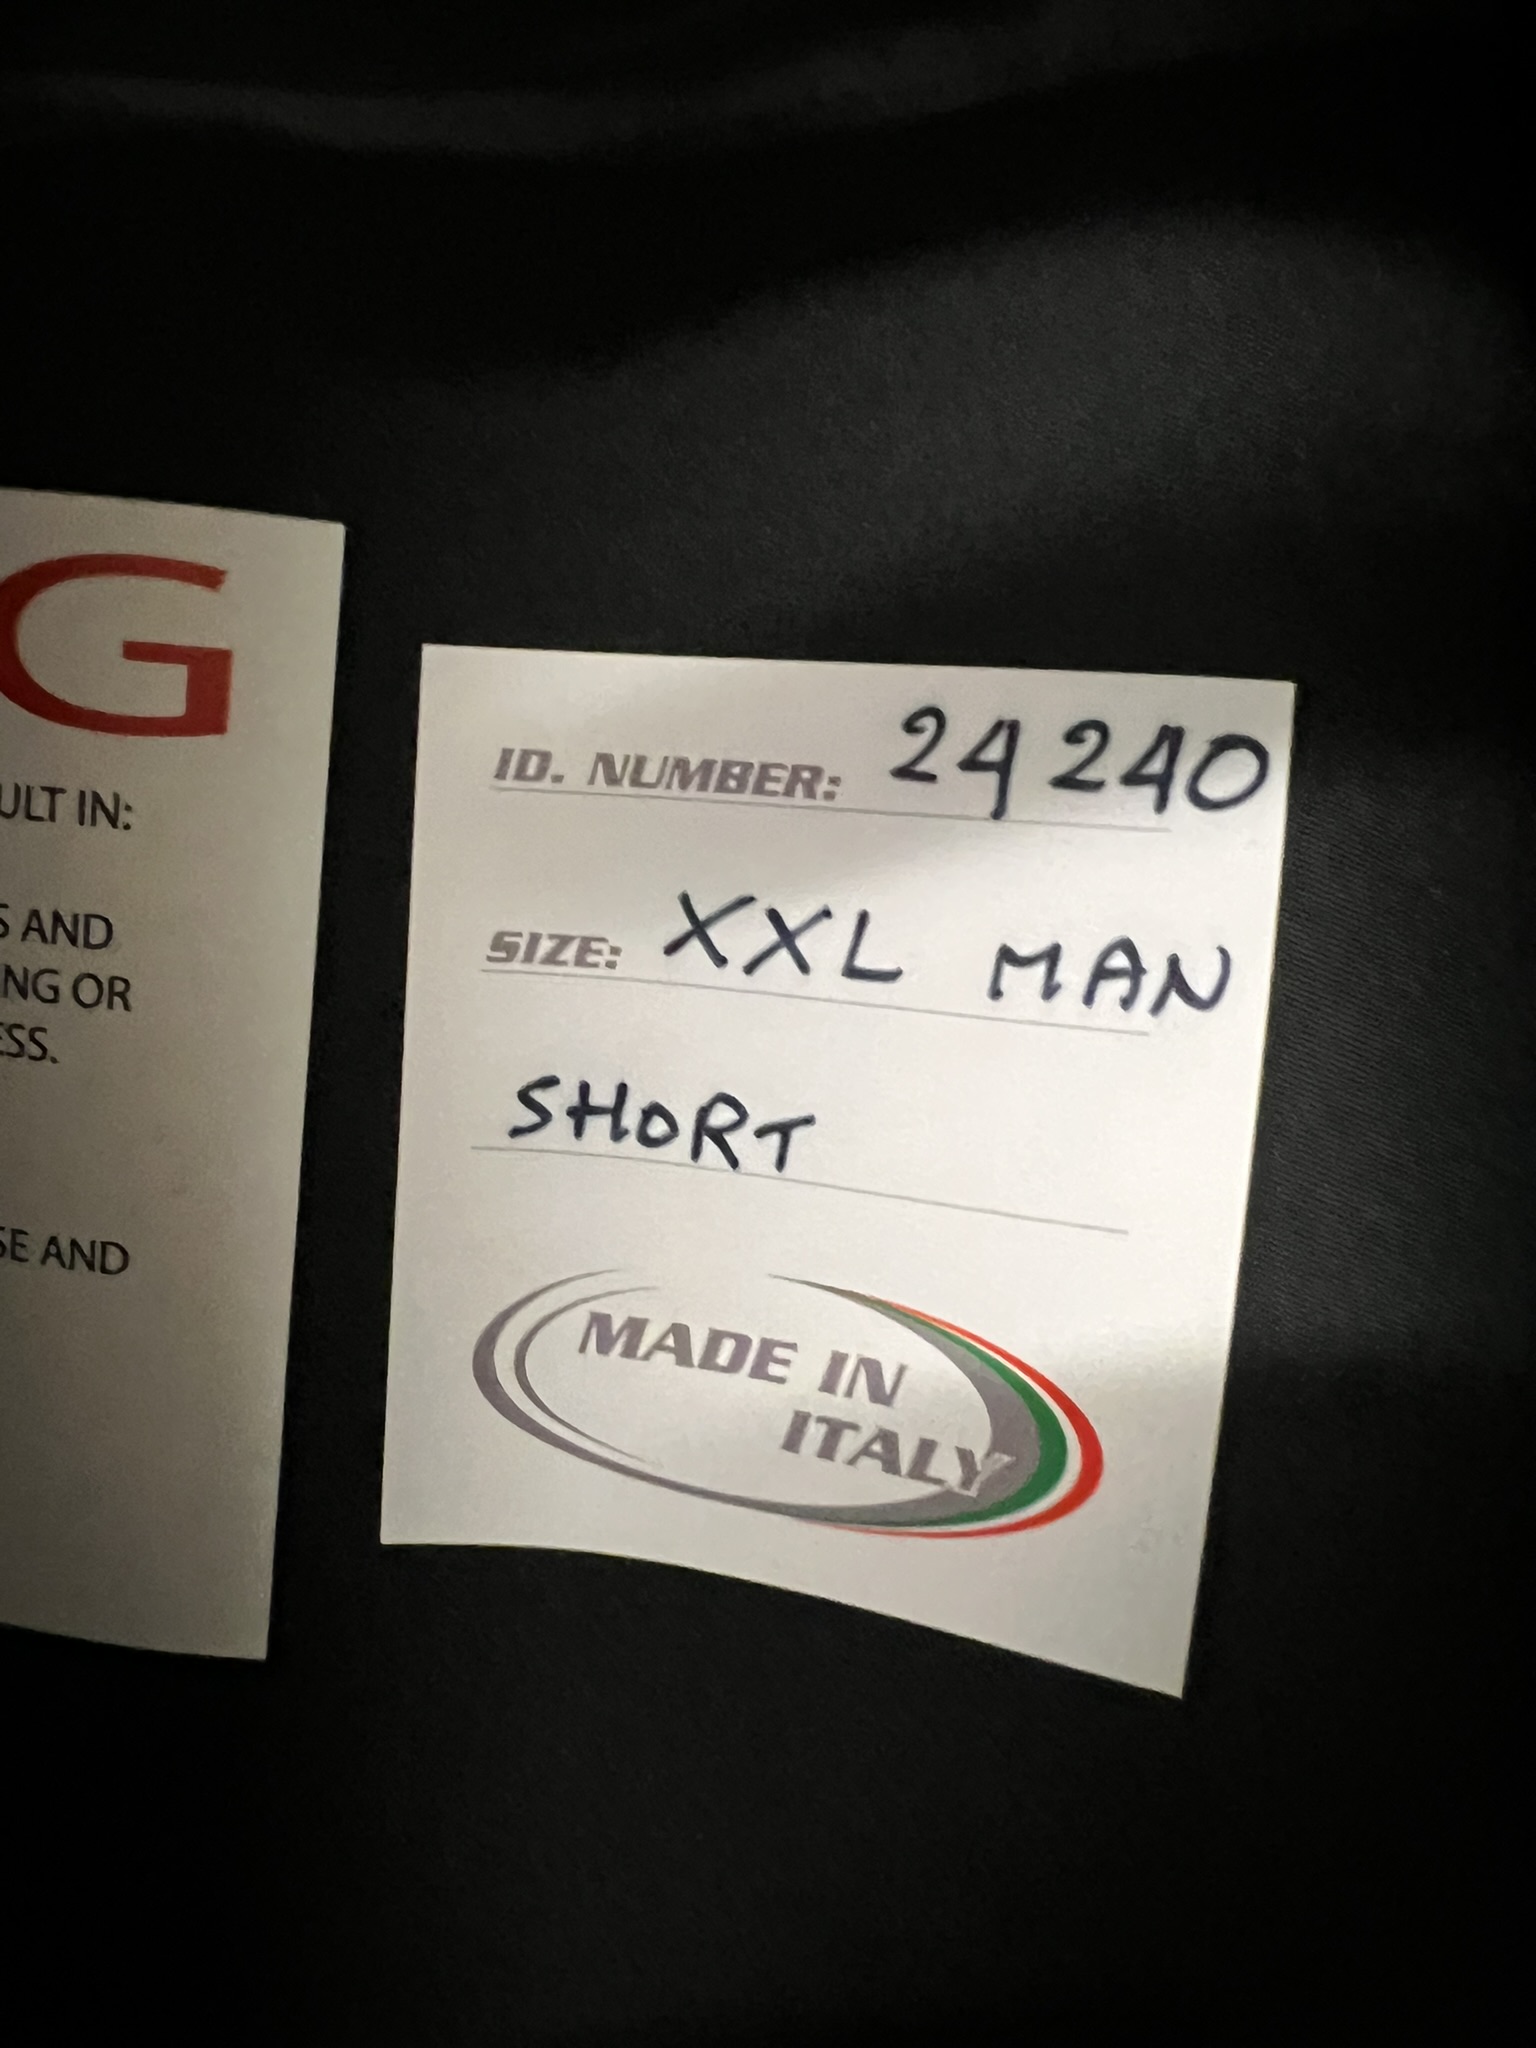 G
ULT IN:
S AND
NG OR
ESS.
SE AND
ID. NUMBER: 24240
SIZE: XXL MAN
SHORT
MADE IN
ITALY